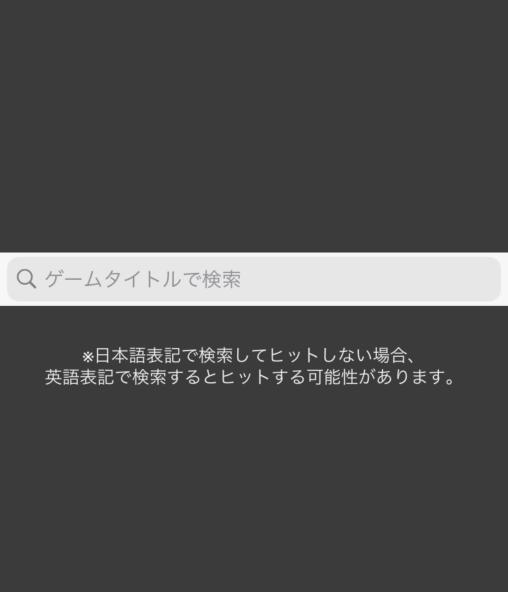 ゲームタイトルで検索
※日本語表記で検索してヒットしない場合、
英語表記で検索するとヒットする可能性があります。